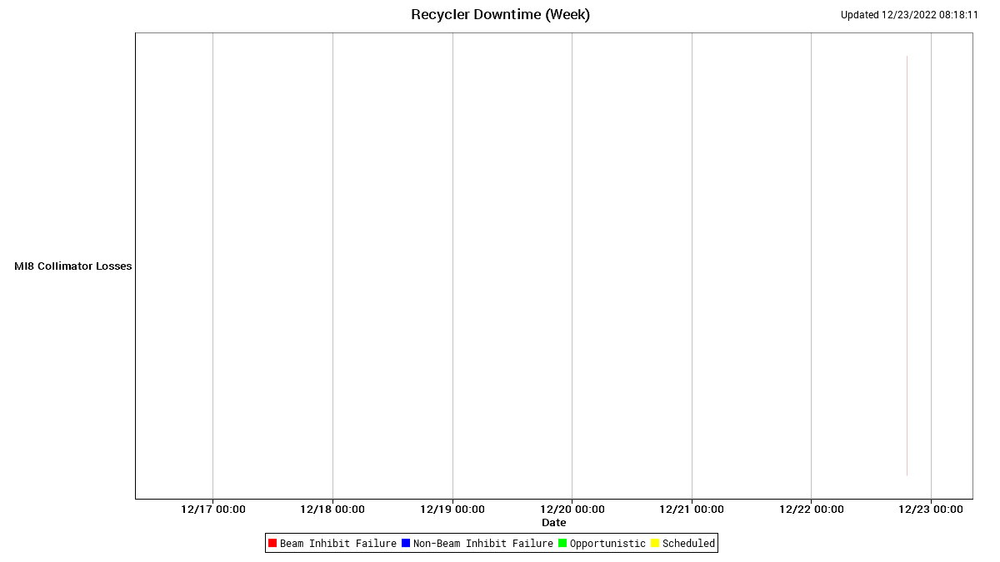 Recycler Downtime (Week)
Updated 12/23/2022 08:18:11
MI8 Collimator Losses
12/17 00:00 12/18 00:00 12/19 00:00 12/20 00:00 12/21 00:00 12/22 00:00 12/23 00:00
Date
Beam Inhibit Failure Non-Beam Inhibit Failure Opportunistic Scheduled